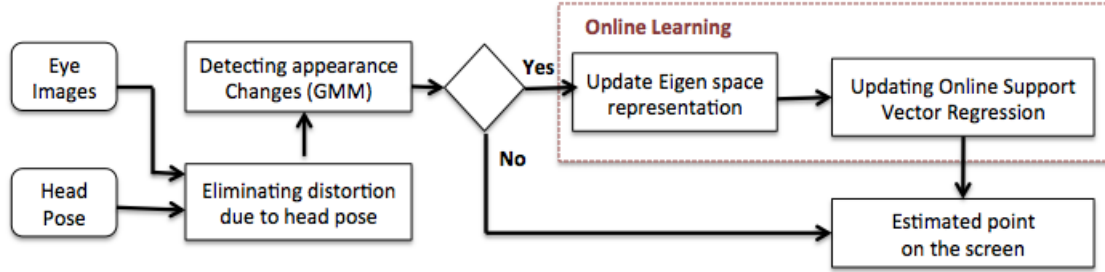 Online Learning
Eye
Images
Detecting appearance
Changes (GMM)
Yes
Update Eigen space
representation
Updating Online Support
Vector Regression
No
Head
Pose
Eliminating distortion
due to head pose
Estimated point
on the screen